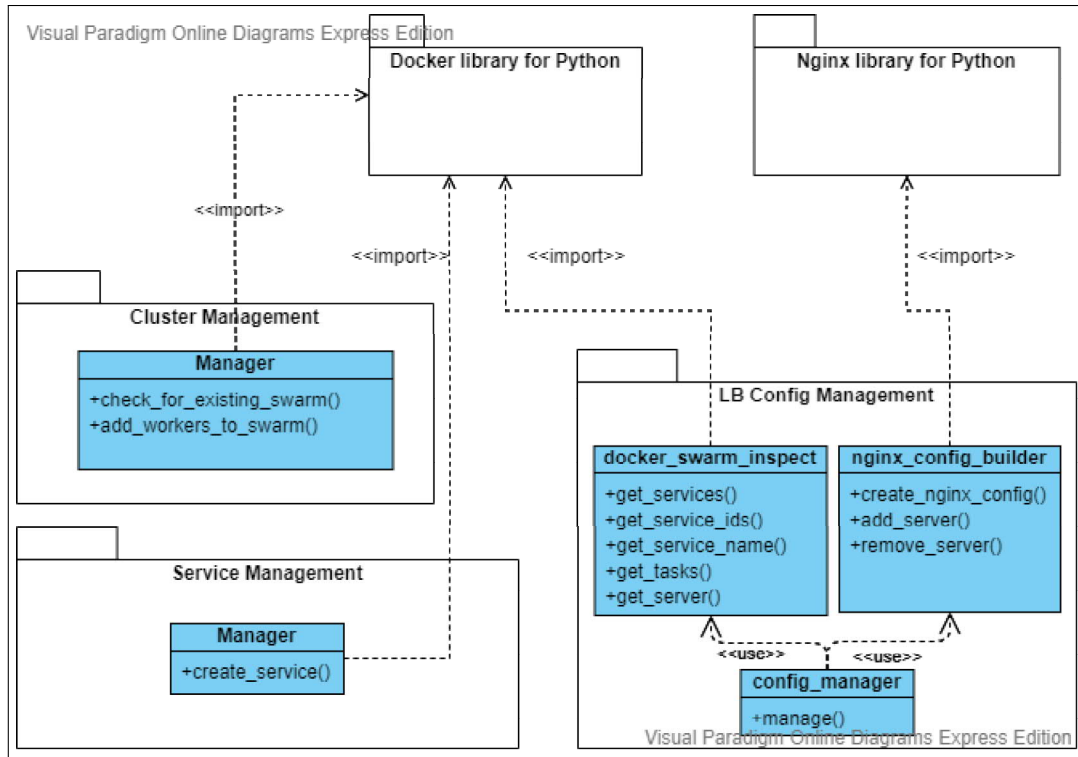 Visual Paradigm Online Diagrams Express Edition
Docker library for Python
Nginx library for Python
<<import>>
<<import>>
<<import>>
<<import>>
Cluster Management
Manager
+check_for_existing_swarm()
+add_workers_to_swarm()
LB Config Management
docker_swarm_inspect
+get_services()
+get_service_ids()
+get_service_name()
+get_tasks()
+get_server()
nginx_config_builder
+create_nginx_config()
+add_server()
+remove_server()
Service Management
Manager
+create_service()
<<use>>
<<use>>
config_manager
+manage()
Visual Paradigm Online Diagrams Express Edition